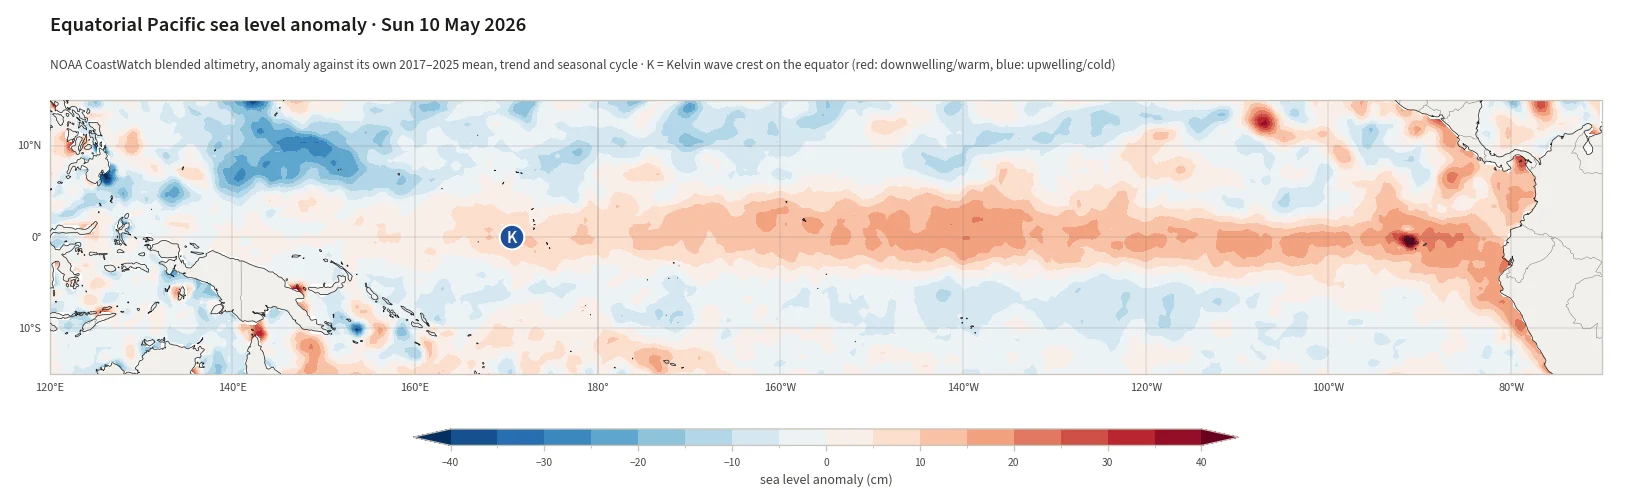 Equatorial Pacific sea level anomaly · Sun 10 May 2026
NOAA CoastWatch blended altimetry, anomaly against its own 2017–2025 mean, trend and seasonal cycle · K = Kelvin wave crest on the equator (red: downwelling/warm, blue: upwelling/cold)
10°N
0°
K
10°S
120°E 140°E 160°E 180° 160°W 140°W 120°W 100°W 80°W
−40 −30 −20 −10 0 10 20 30 40
sea level anomaly (cm)